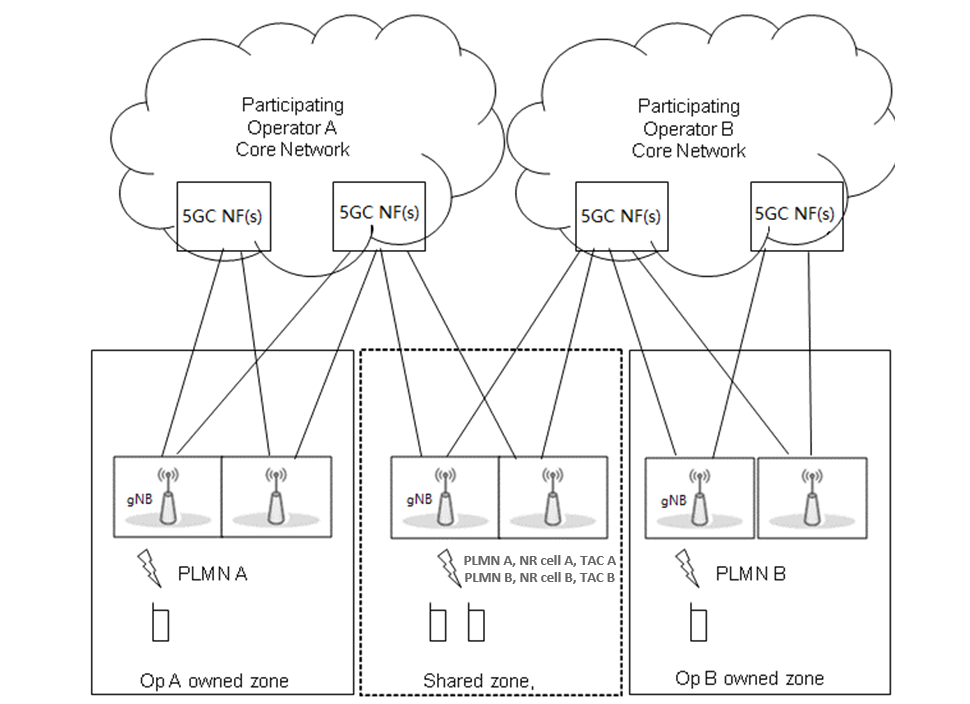 Participating
Operator A
Core Network
Participating
Operator B
Core Network
5GC NF(s)
5GC NF(s)
5GC NF(s)
5GC NF(s)
gNB
gNB
gNB
PLMN A
PLMN A, NR cell A, TAC A
PLMN B, NR cell B, TAC B
PLMN B
Op A owned zone
Shared zone,
Op B owned zone